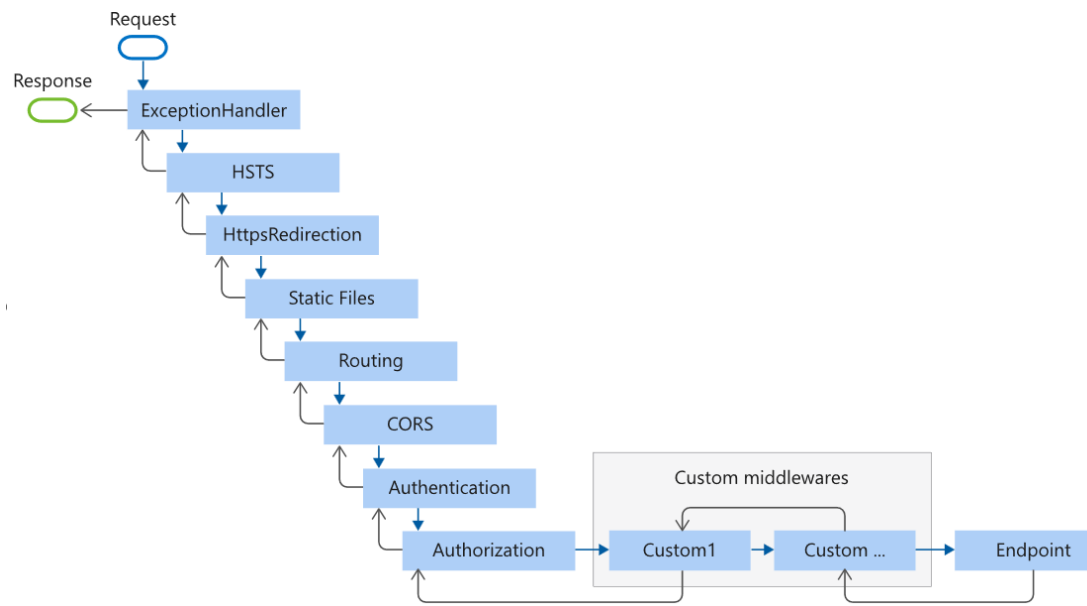 Request
Response
ExceptionHandler
HSTS
HttpsRedirection
Static Files
Routing
CORS
Authentication
Custom middlewares
Authorization
Custom1
Custom ...
Endpoint